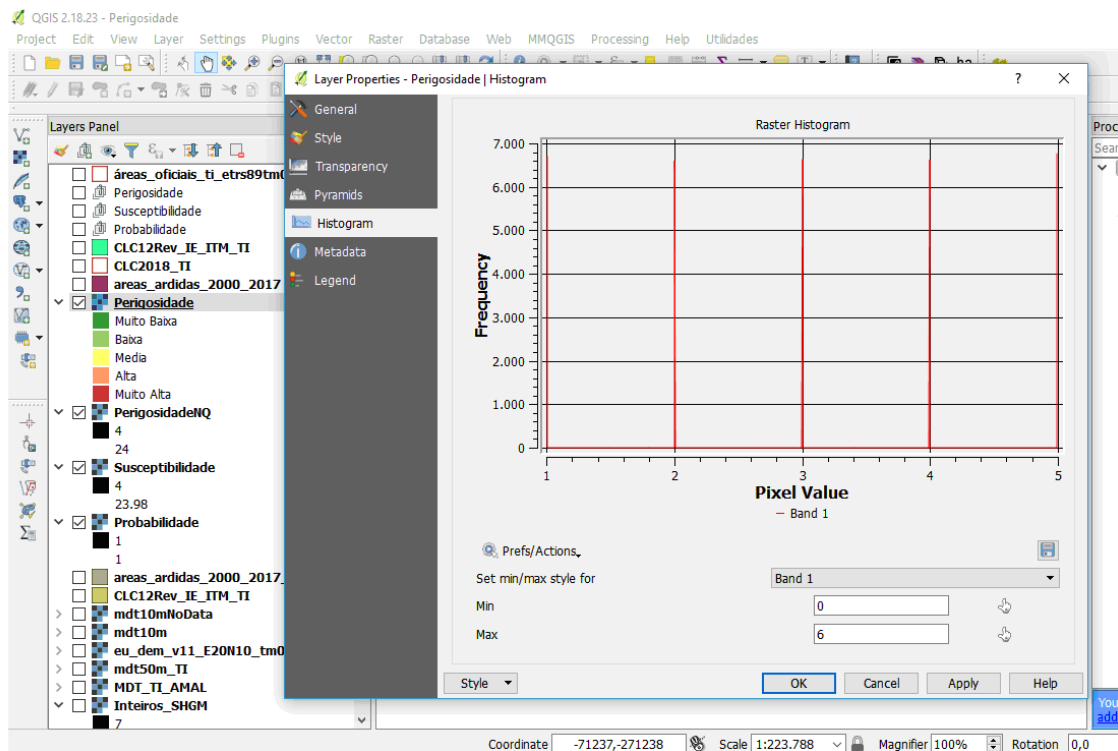 QGIS 2.18.23 - Perigosidade
Project Edit View Layer Settings Plugins Vector Raster Database Web MMQGIS Processing Help Utilidades
Layers Panel
áreas_oficiais_ti_etrs89tm0
Perigosidade
Susceptibilidade
Probabilidade
CLC12Rev_IE_ITM_TI
CLC2018_TI
areas_ardidas_2000_2017
Perigosidade
Muito Baixa
Baixa
Media
Alta
Muito Alta
PerigosidadeNQ
4
24
Susceptibilidade
4
23.98
Probabilidade
1
1
areas_ardidas_2000_2017_
CLC12Rev_IE_ITM_TI
mdt10mNoData
mdt10m
eu_dem_v11_E20N10_tm0
mdt50m_TI
MDT_TI_AMAL
Inteiros_SHGM
7
Layer Properties - Perigosidade | Histogram
General
Style
Transparency
Pyramids
Histogram
Metadata
Legend
Raster Histogram
7.000
6.000
5.000
4.000
3.000
2.000
1.000
0
Frequency
1 2 3 4 5
Pixel Value
Band 1
Prefs/Actions
Set min/max style for Band 1
Min 0
Max 6
Style OK Cancel Apply Help
Proc
Sear
You
add
Coordinate -71237,-271238 Scale 1:223.788 Magnifier 100% Rotation 0,0